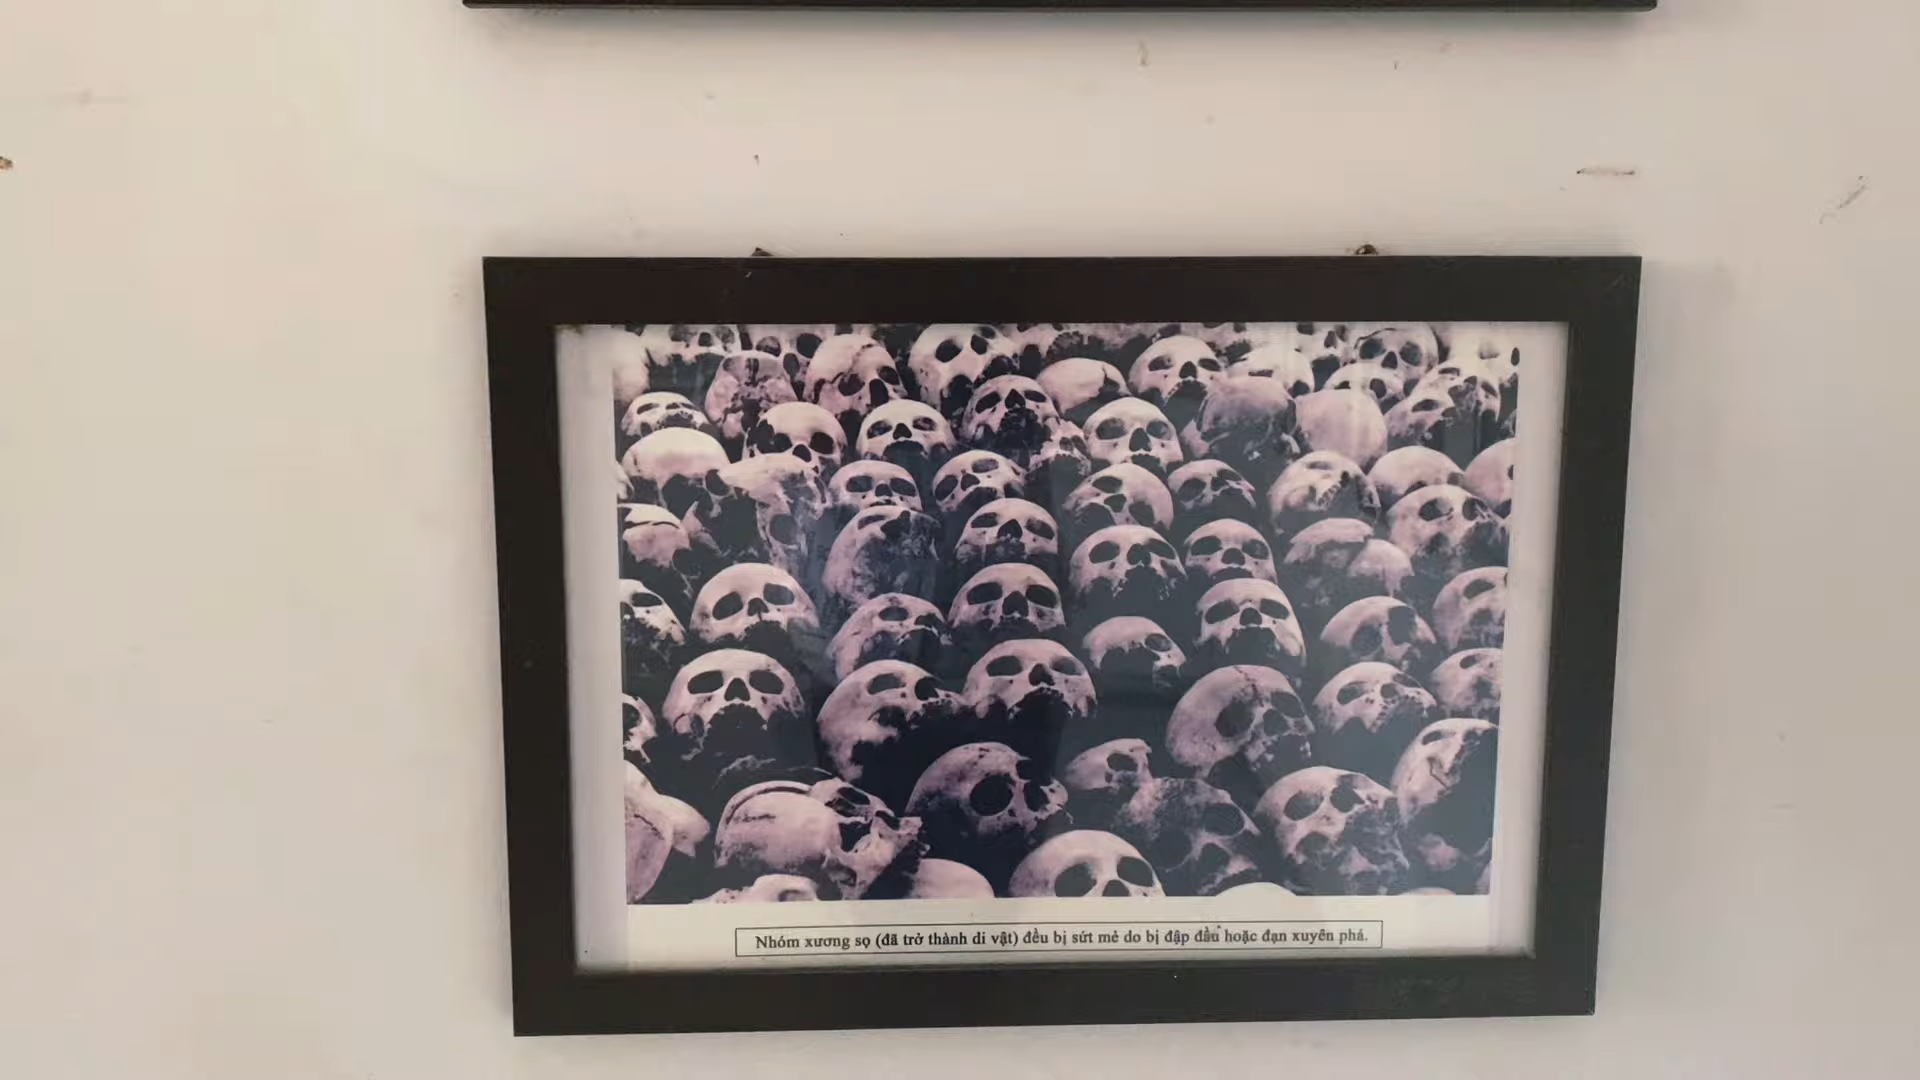 Nhóm xương sọ (đã trở thành di vật) đều bị sứt mẻ do bị đập đầu hoặc đạn xuyên phá.